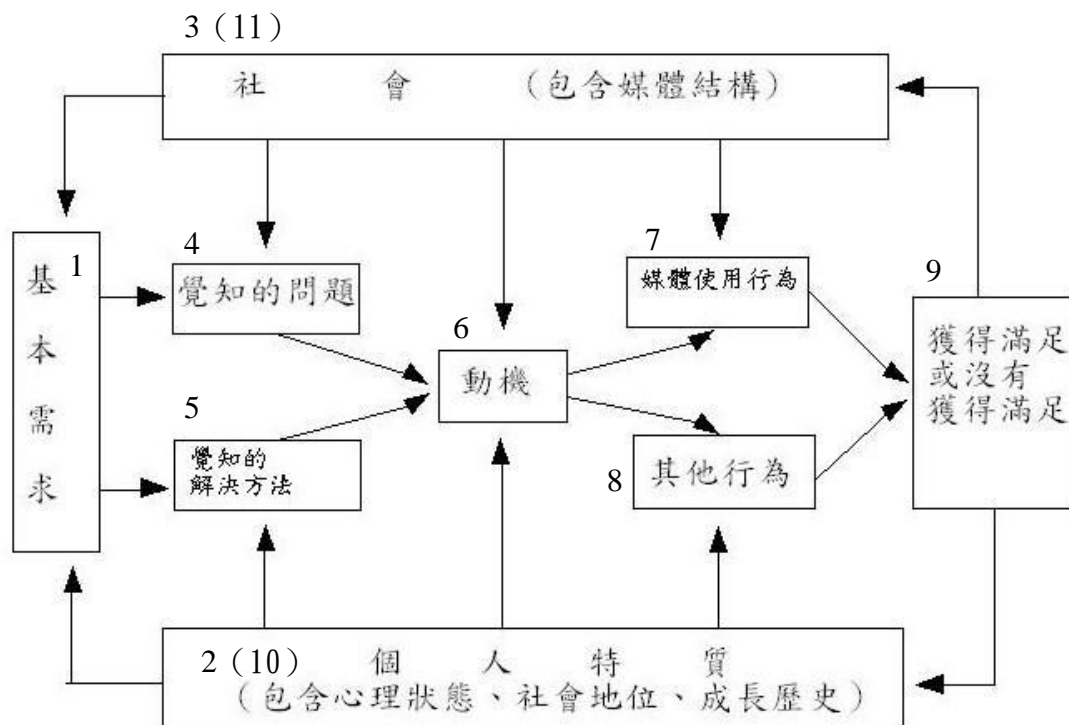 3（11）
社 會 （包含媒體結構）
1
基
本
需
求
4
覺知的問題
5
覺知的
解決方法
6
動機
7
媒體使用行為
8
其他行為
9
獲得滿足
或沒有
獲得滿足
2（10） 個 人 特 質
（包含心理狀態、社會地位、成長歷史）